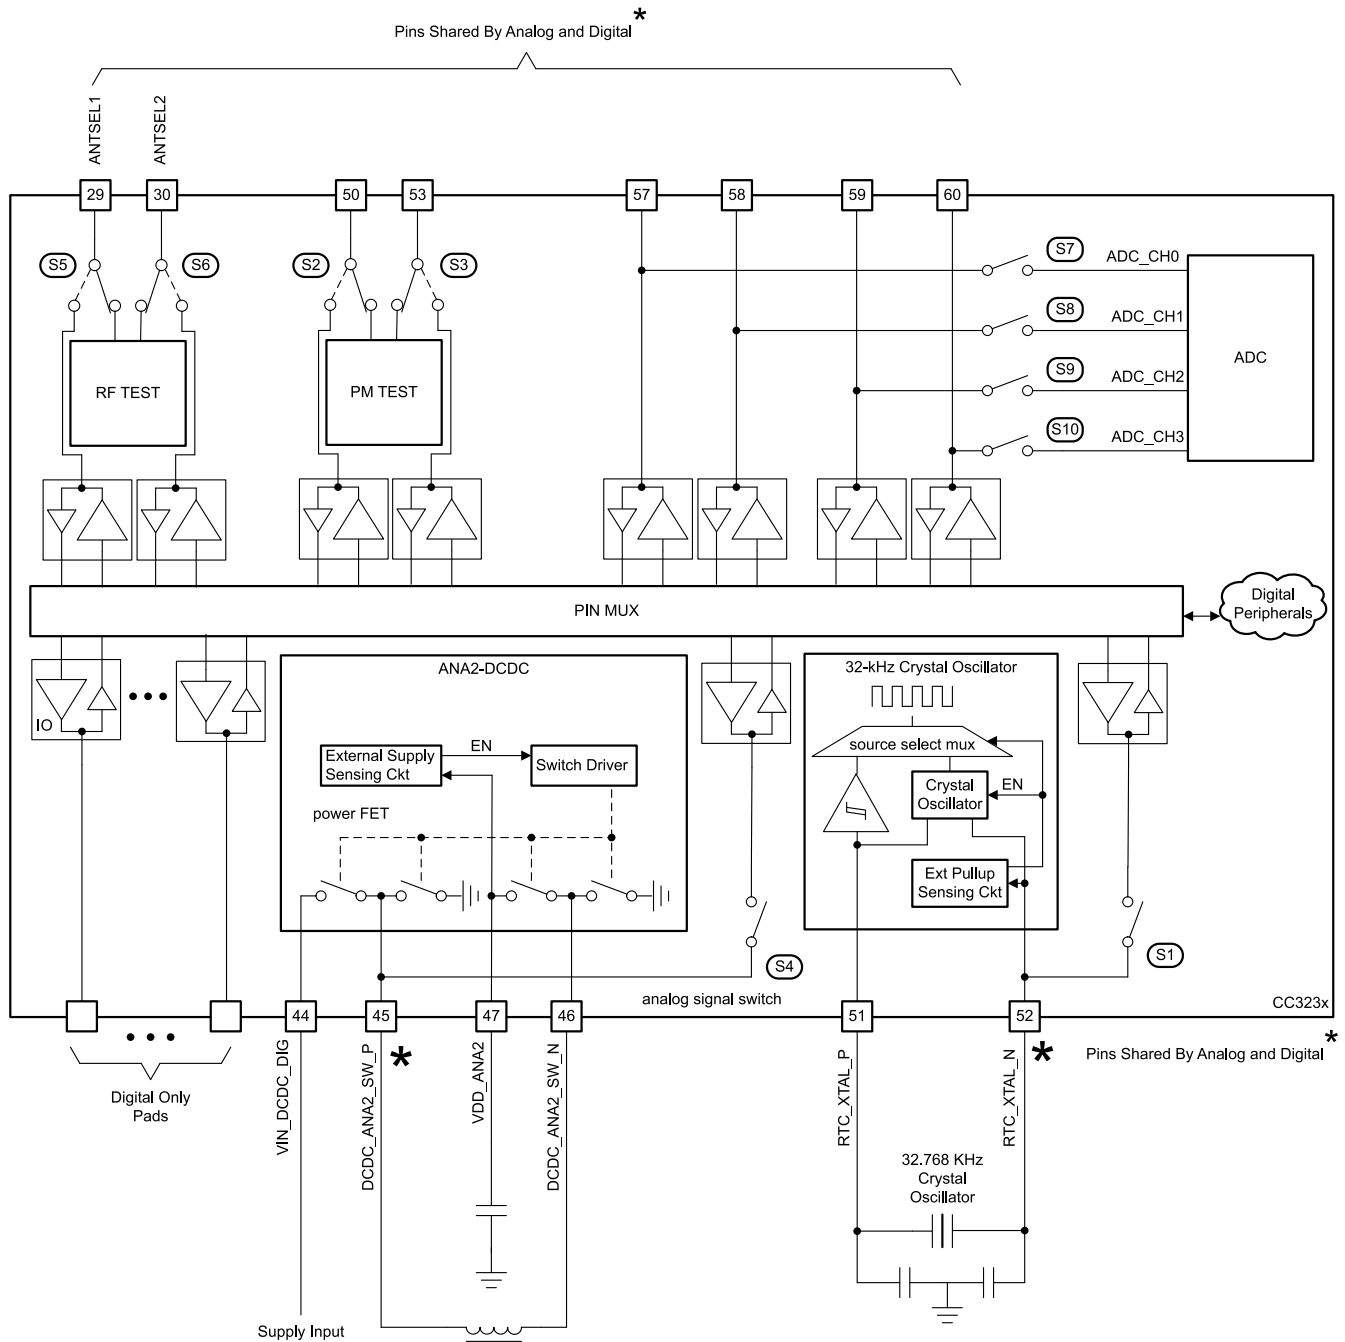 Pins Shared By Analog and Digital *
ANTSEL1
ANTSEL2
29
30
50
53
57
58
59
60
S5
S6
S2
S3
S7
ADC_CH0
S8
ADC_CH1
S9
ADC_CH2
S10
ADC_CH3
ADC
RF TEST
PM TEST
PIN MUX
Digital
Peripherals
IO
ANA2-DCDC
External Supply
Sensing Ckt
EN
Switch Driver
power FET
32-kHz Crystal Oscillator
source select mux
Crystal
Oscillator
EN
Ext Pullup
Sensing Ckt
S4
S1
analog signal switch
CC323x
44
45
47
46
51
52
Digital Only
Pads
VIN_DCDC_DIG
DCDC_ANA2_SW_P
*
VDD_ANA2
DCDC_ANA2_SW_N
RTC_XTAL_P
RTC_XTAL_N
*
Pins Shared By Analog and Digital *
32.768 KHz
Crystal
Oscillator
Supply Input